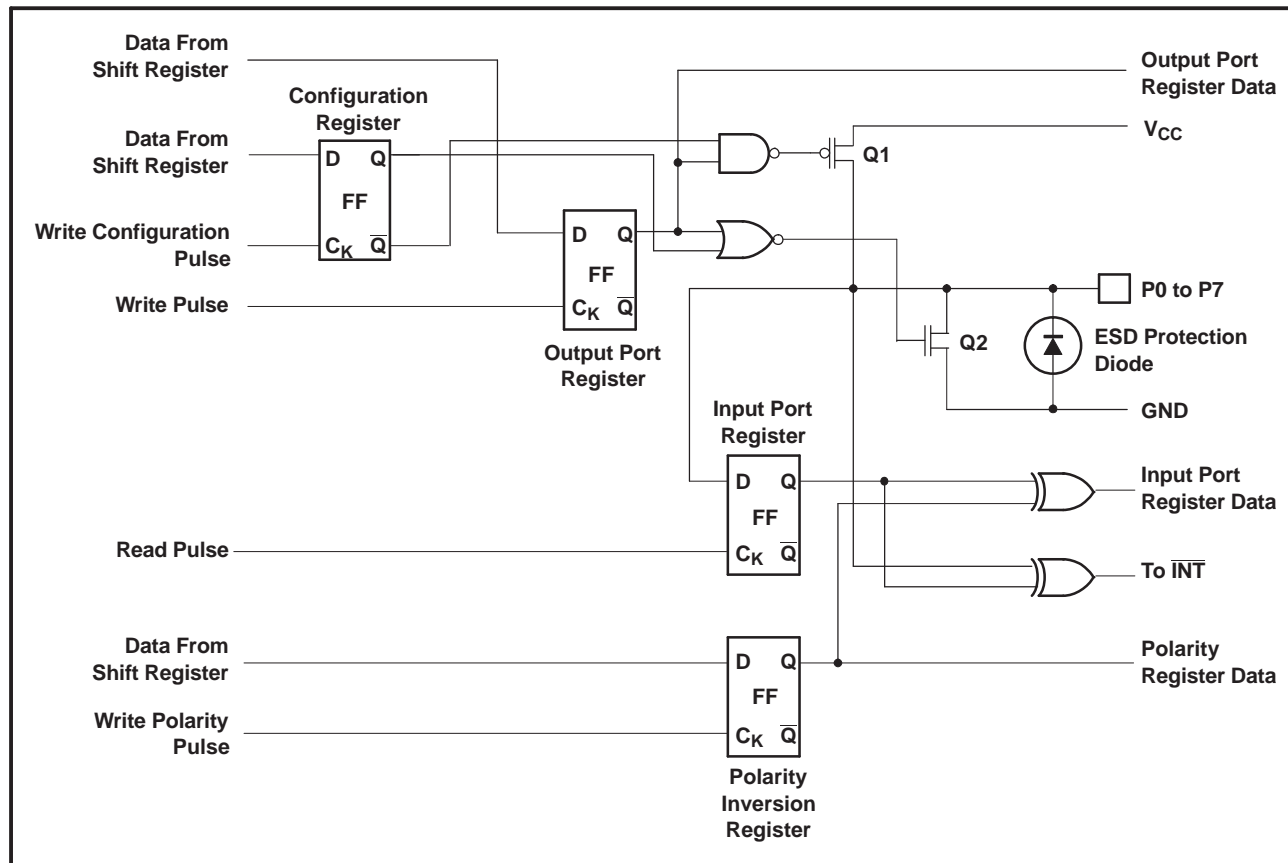 Data From
Shift Register
Configuration
Register
Data From
Shift Register
D Q
FF
CK Q̅
Write Configuration
Pulse
Write Pulse
D Q
FF
CK Q̅
Output Port
Register
Output Port
Register Data
VCC
Q1
P0 to P7
Q2
ESD Protection
Diode
GND
Input Port
Register
D Q
FF
CK Q̅
Read Pulse
Input Port
Register Data
To I̅N̅T̅
Data From
Shift Register
Write Polarity
Pulse
D Q
FF
CK Q̅
Polarity
Inversion
Register
Polarity
Register Data